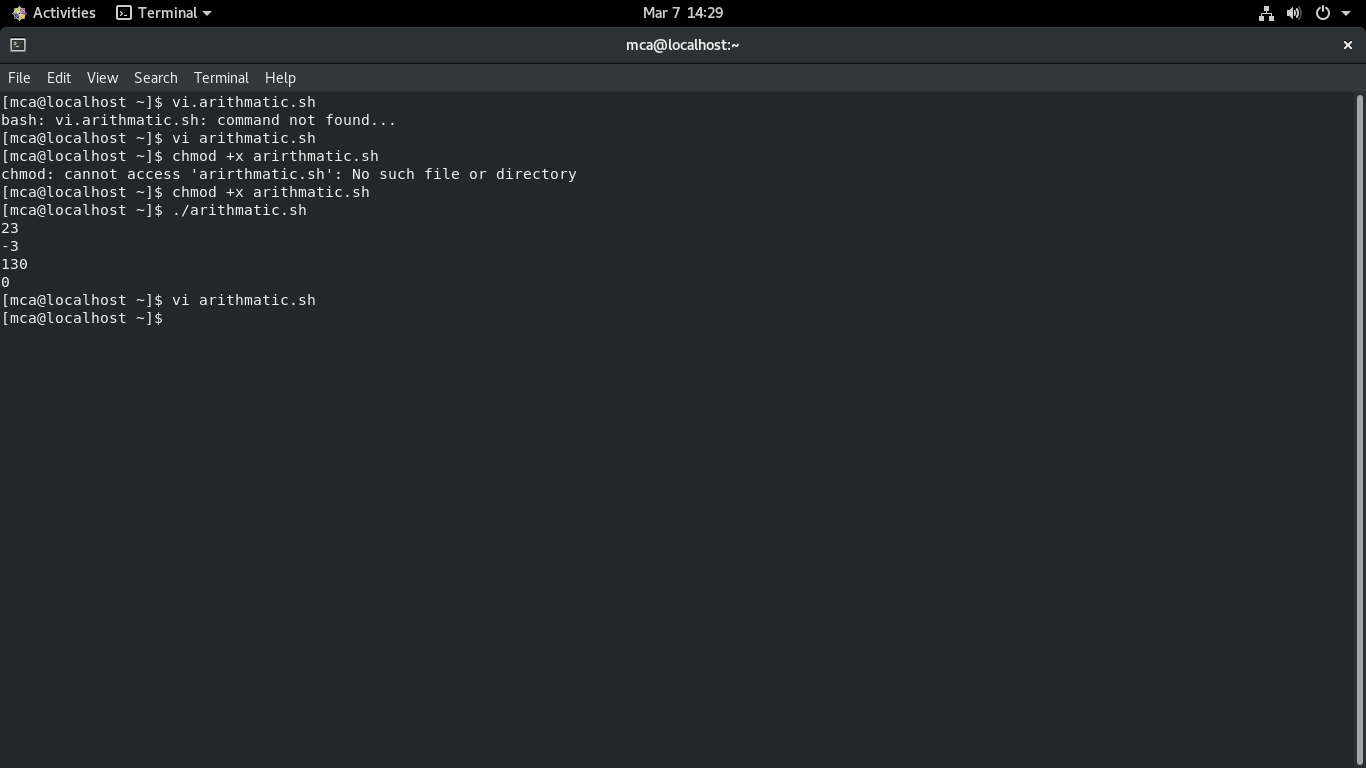 Activities Terminal Mar 7 14:29
mca@localhost:~
File Edit View Search Terminal Help
[mca@localhost ~]$ vi.arithmatic.sh
bash: vi.arithmatic.sh: command not found...
[mca@localhost ~]$ vi arithmatic.sh
[mca@localhost ~]$ chmod +x arirthmatic.sh
chmod: cannot access 'arirthmatic.sh': No such file or directory
[mca@localhost ~]$ chmod +x arithmatic.sh
[mca@localhost ~]$ ./arithmatic.sh
23
-3
130
0
[mca@localhost ~]$ vi arithmatic.sh
[mca@localhost ~]$